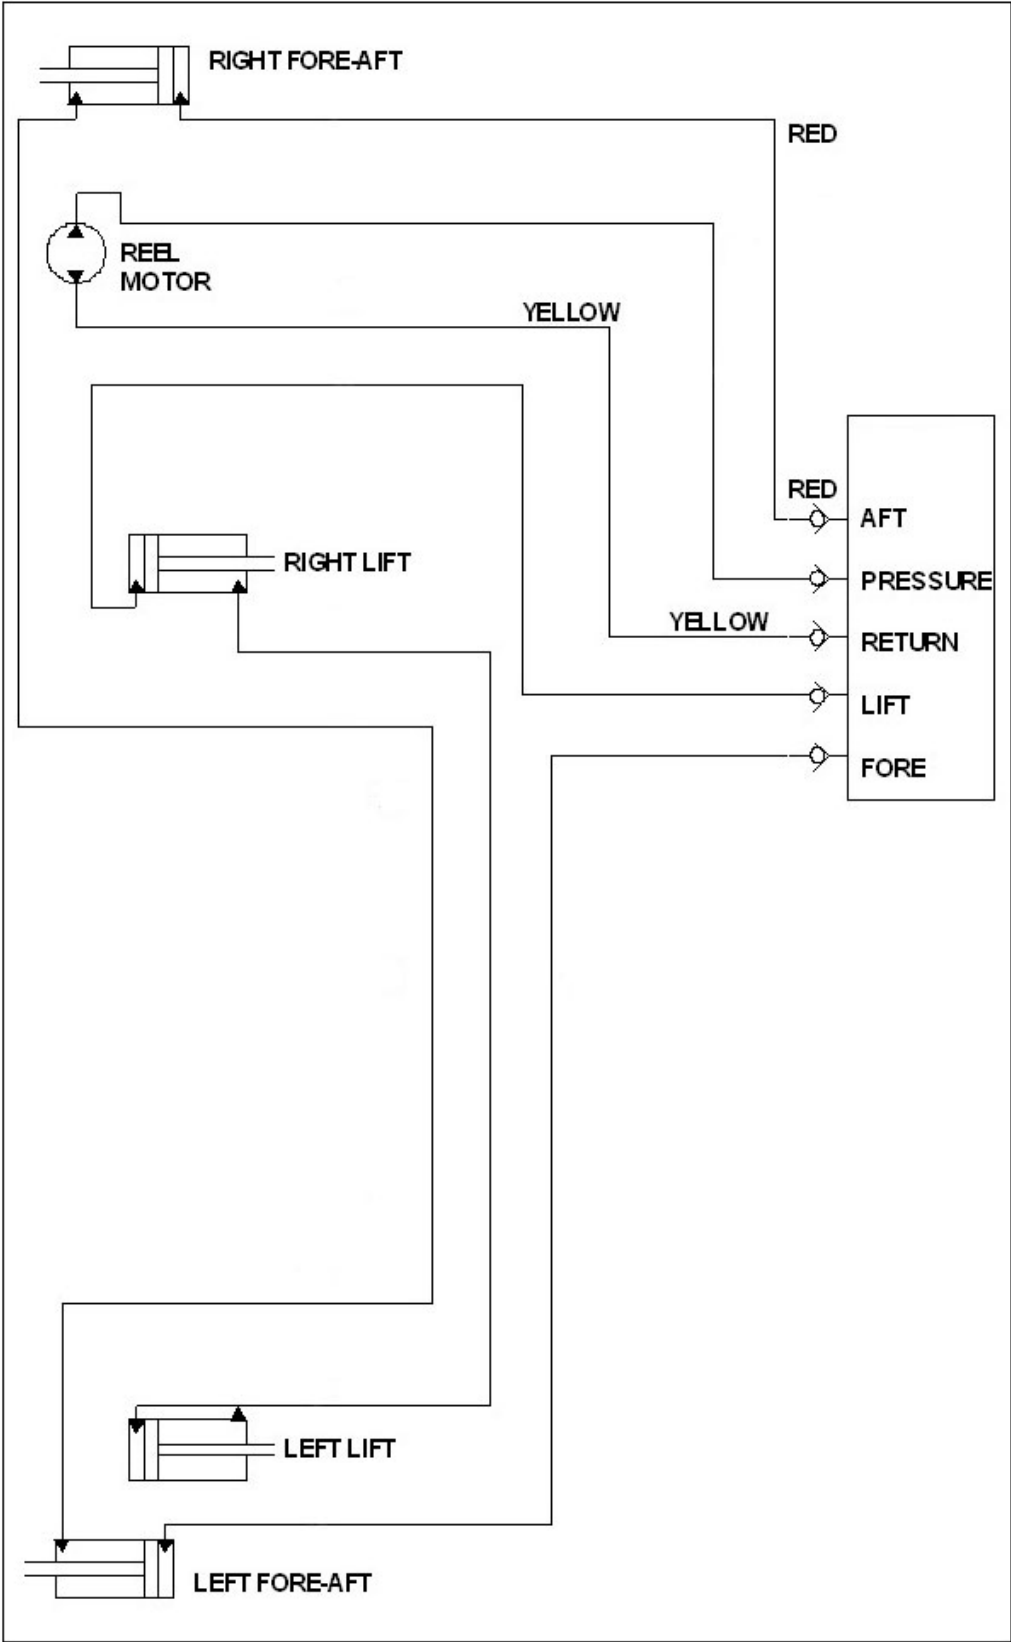 RIGHT FORE-AFT
RED
REEL
MOTOR
YELLOW
RED
AFT
RIGHT LIFT
PRESSURE
YELLOW
RETURN
LIFT
FORE
LEFT LIFT
LEFT FORE-AFT